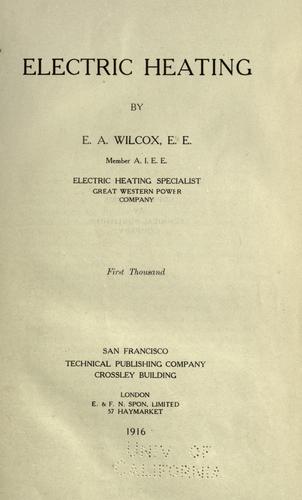 ELECTRIC HEATING
BY
E. A. WILCOX, E. E.
Member A. I. E. E.
ELECTRIC HEATING SPECIALIST
GREAT WESTERN POWER
COMPANY
First Thousand
SAN FRANCISCO
TECHNICAL PUBLISHING COMPANY
CROSSLEY BUILDING
LONDON
E. & F. N. SPON, LIMITED
57 HAYMARKET
1916
UNIV. OF
CALIFORNIA